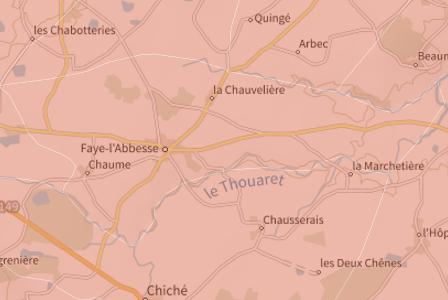 Quingé
les Chabotteries
Arbec
Beaum
la Chauvelière
Faye-l'Abbesse
Chaume
la Marchetière
le Thouaret
149
Chausserais
l'Hôp
grenière
les Deux Chênes
Chiché